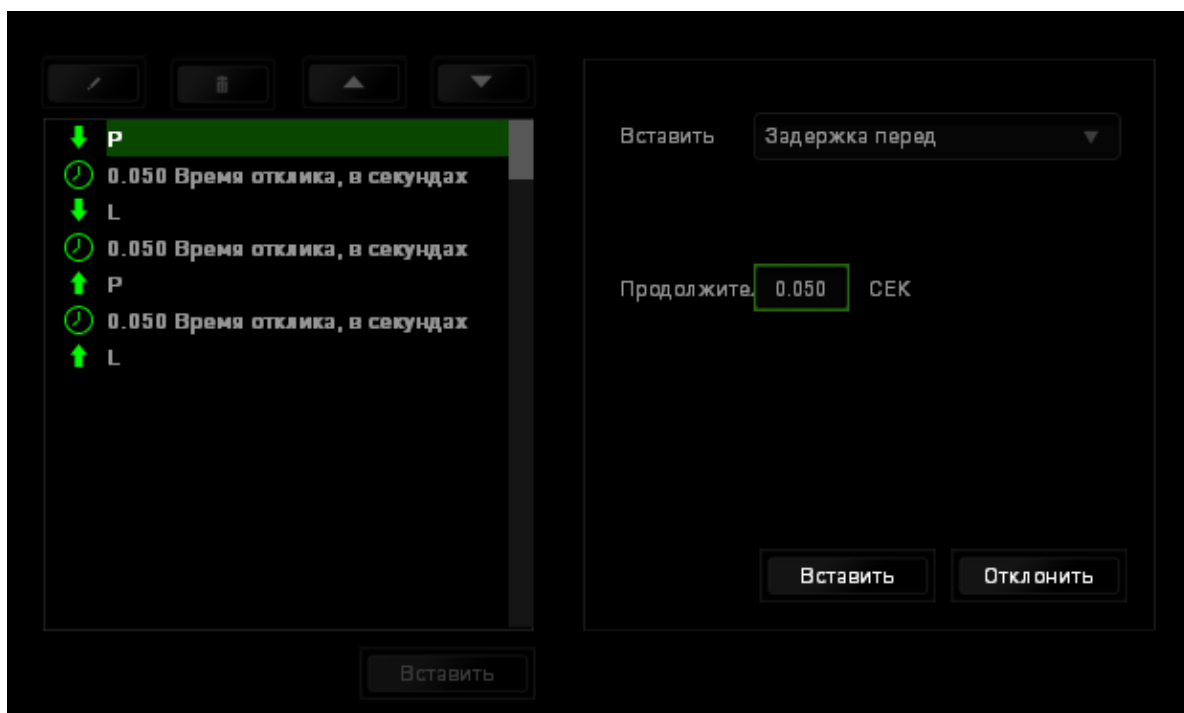 P
0.050 Время отклика, в секундах
L
0.050 Время отклика, в секундах
P
0.050 Время отклика, в секундах
L
Вставить
Вставить Задержка перед
Продолжител 0.050 СЕК
Вставить Отклонить